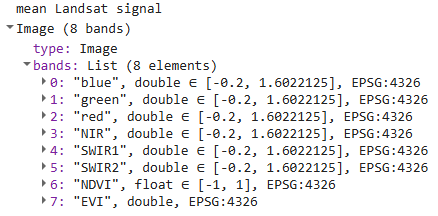 mean Landsat signal
Image (8 bands)
type: Image
bands: List (8 elements)
0: "blue", double ∈ [-0.2, 1.6022125], EPSG:4326
1: "green", double ∈ [-0.2, 1.6022125], EPSG:4326
2: "red", double ∈ [-0.2, 1.6022125], EPSG:4326
3: "NIR", double ∈ [-0.2, 1.6022125], EPSG:4326
4: "SWIR1", double ∈ [-0.2, 1.6022125], EPSG:4326
5: "SWIR2", double ∈ [-0.2, 1.6022125], EPSG:4326
6: "NDVI", float ∈ [-1, 1], EPSG:4326
7: "EVI", double, EPSG:4326